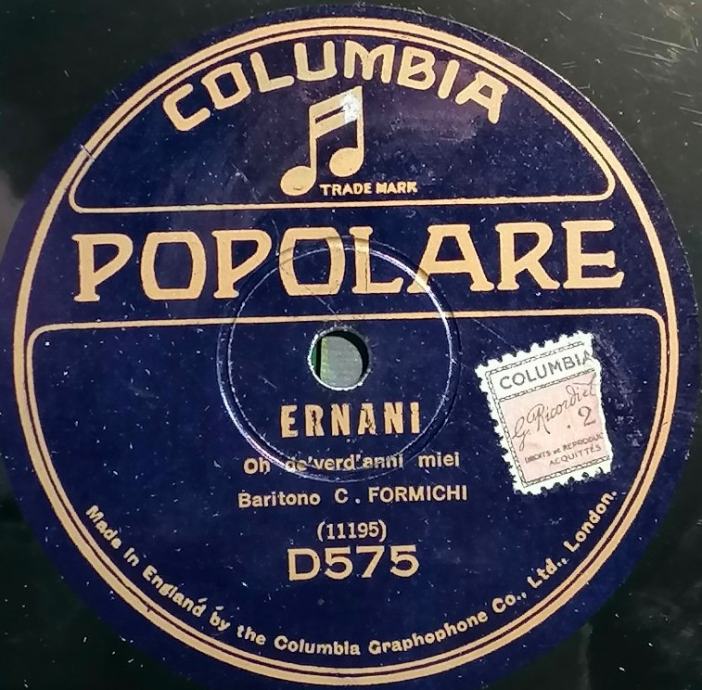 COLUMBIA
TRADE MARK
POPOLARE
COLUMBIA
G. Ricordi
2
DROITS DE REPRODUC
ACQUITTÉS
ERNANI
Oh de'verd'anni miei
Baritono C. FORMICHI
(11195)
D575
Made in England by the Columbia Graphophone Co., Ltd., London.